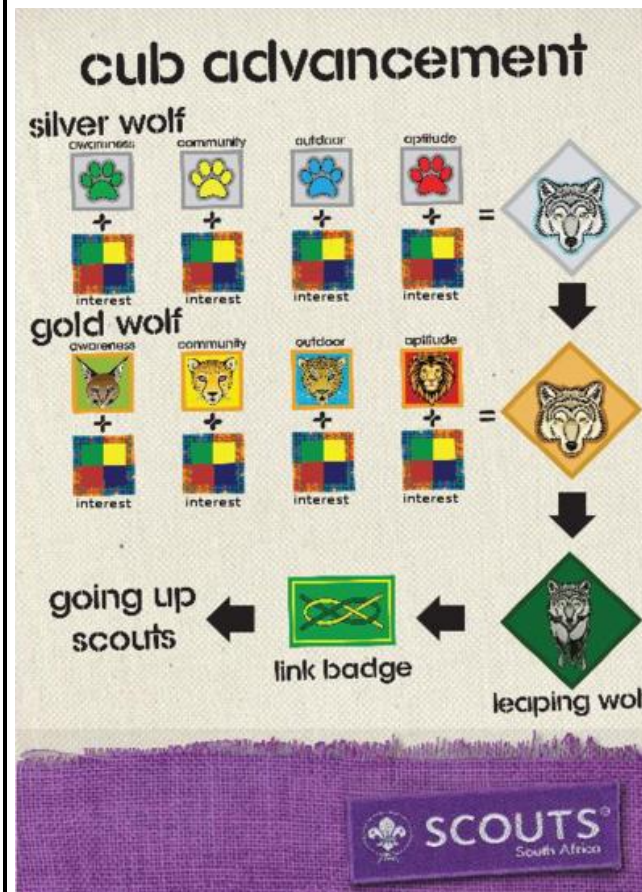 cub advancement
silver wolf
awareness community outdoor aptitude
+ + + + =
interest interest interest interest
gold wolf
awareness community outdoor aptitude
+ + + + =
interest interest interest interest
going up
scouts
link badge
leaping wol
SCOUTS®
South Africa